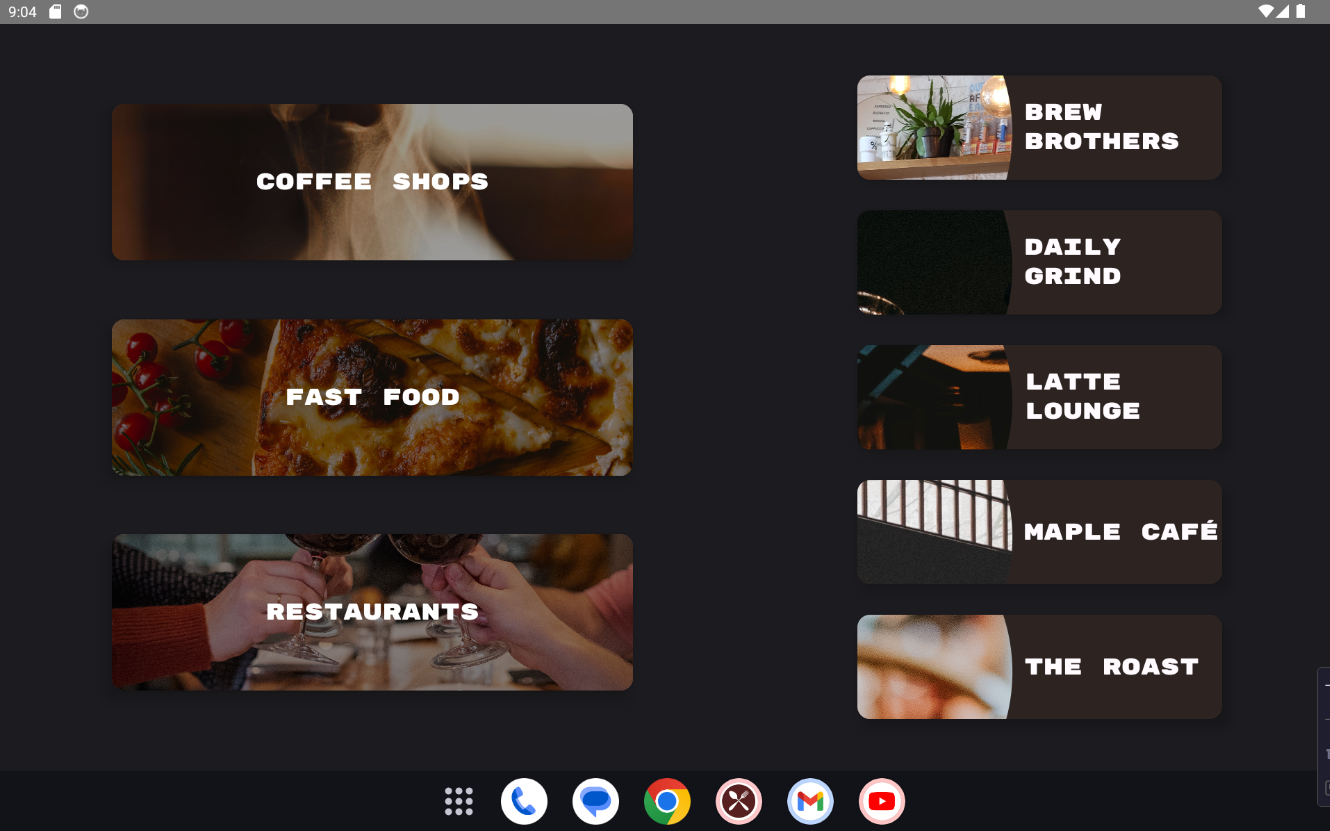 9:04
COFFEE SHOPS
FAST FOOD
RESTAURANTS
BREW
BROTHERS
DAILY
GRIND
LATTE
LOUNGE
MAPLE CAFÉ
THE ROAST